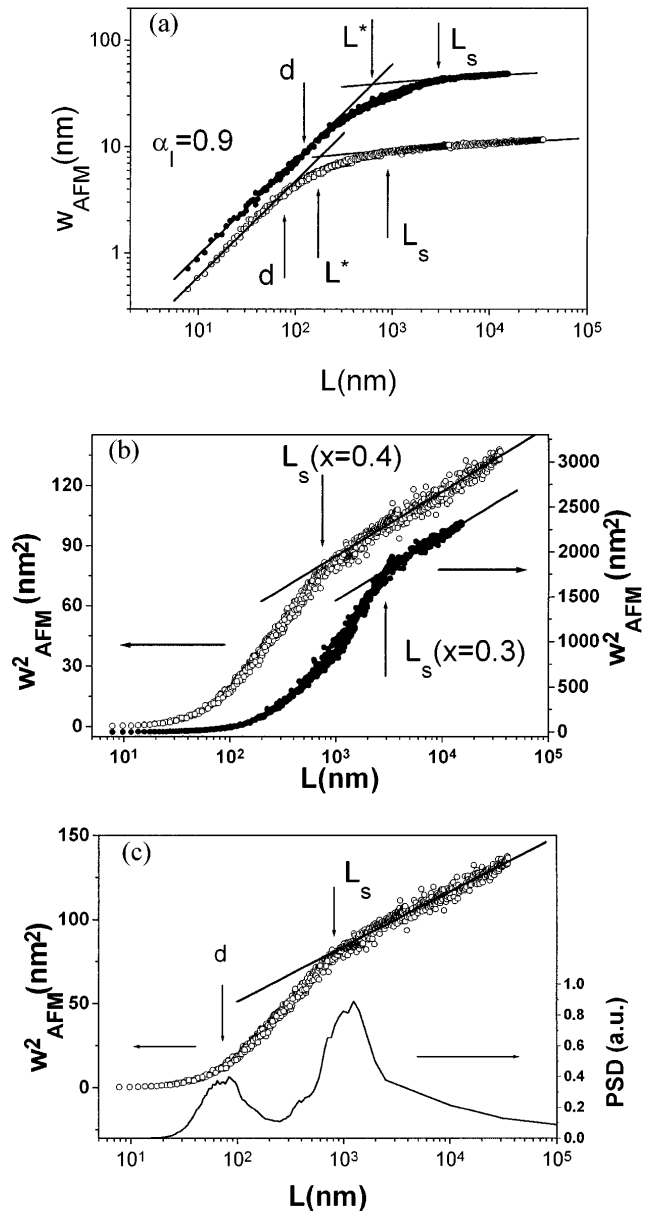 (a)
100
10
1
w_AFM(nm)
α_l=0.9
d
L*
L_s
d
L*
L_s
10^1 10^2 10^3 10^4 10^5
L(nm)
(b)
120
90
60
30
0
w^2_AFM (nm^2)
L_s(x=0.4)
L_s(x=0.3)
3000
2500
2000
1500
1000
500
0
w^2_AFM (nm^2)
10^1 10^2 10^3 10^4 10^5
L(nm)
(c)
150
100
50
0
w^2_AFM (nm^2)
d
L_s
1.0
0.8
0.6
0.4
0.2
0.0
PSD (a.u.)
10^1 10^2 10^3 10^4 10^5
L(nm)